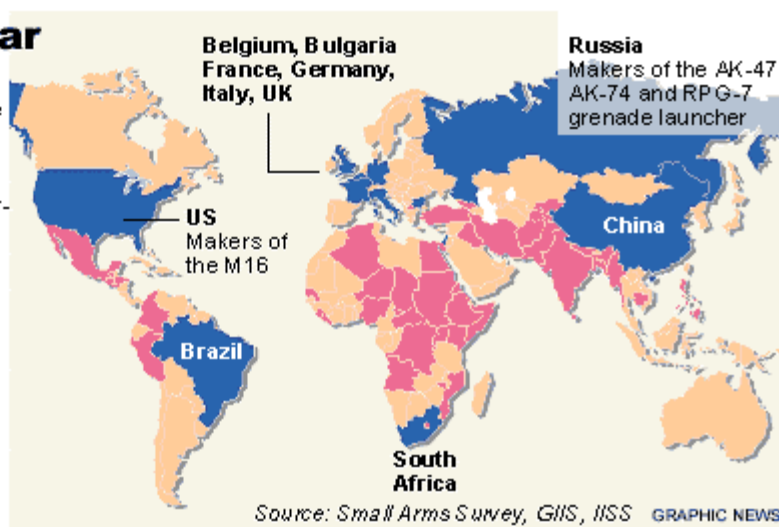 ar
Belgium, Bulgaria
France, Germany,
Italy, UK
Russia
Makers of the AK-47
AK-74 and RPG-7
grenade launcher
US
Makers of
the M16
China
Brazil
South
Africa
Source: Small Arms Survey, GIIS, IISS
GRAPHIC NEWS